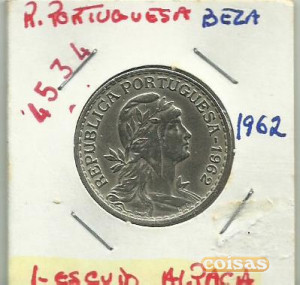 R. PORTUGUESA BELA
4534
REPUBLICA PORTUGUESA · 1962
1962
1-ESCUDO ALPACA
coisas